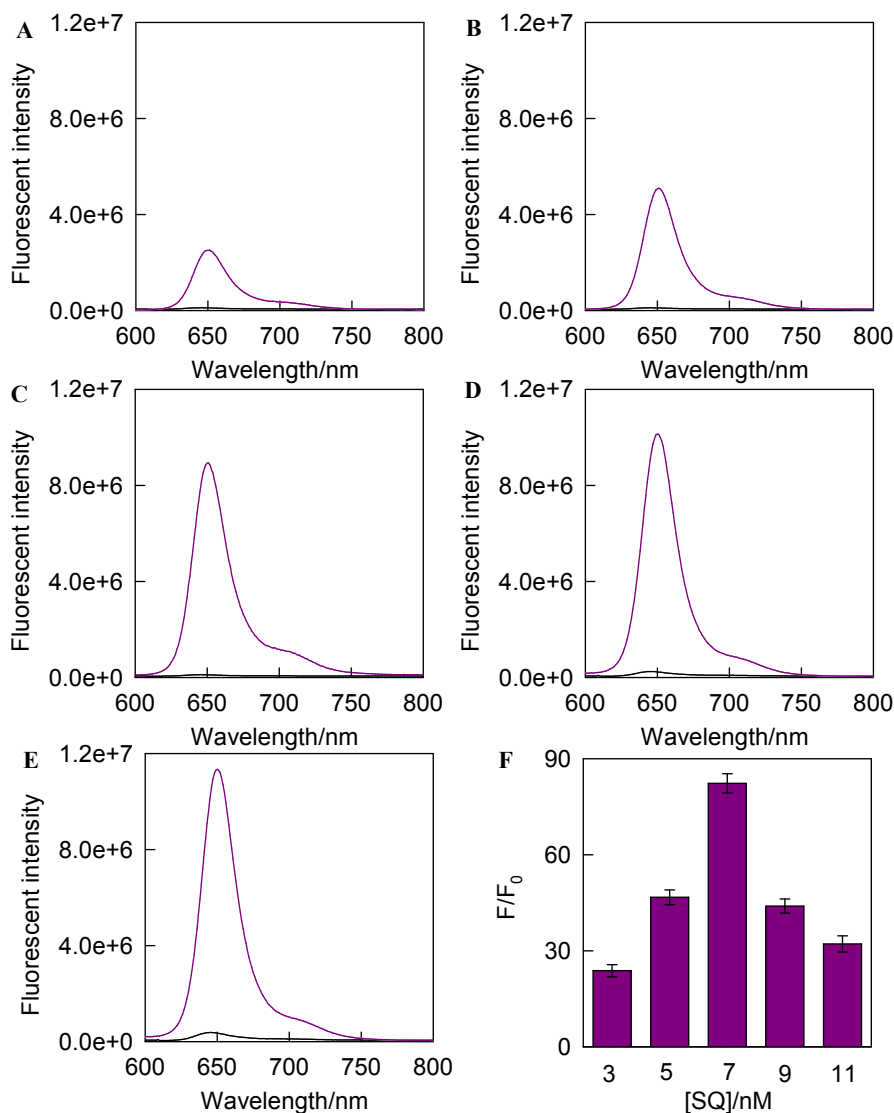 A
Fluorescent intensity
1.2e+7
8.0e+6
4.0e+6
0.0e+0
600 650 700 750 800
Wavelength/nm
B
Fluorescent intensity
1.2e+7
8.0e+6
4.0e+6
0.0e+0
600 650 700 750 800
Wavelength/nm
C
Fluorescent intensity
1.2e+7
8.0e+6
4.0e+6
0.0e+0
600 650 700 750 800
Wavelength/nm
D
Fluorescent intensity
1.2e+7
8.0e+6
4.0e+6
0.0e+0
600 650 700 750 800
Wavelength/nm
E
Fluorescent intensity
1.2e+7
8.0e+6
4.0e+6
0.0e+0
600 650 700 750 800
Wavelength/nm
F
F/F₀
90
60
30
0
3 5 7 9 11
[SQ]/nM